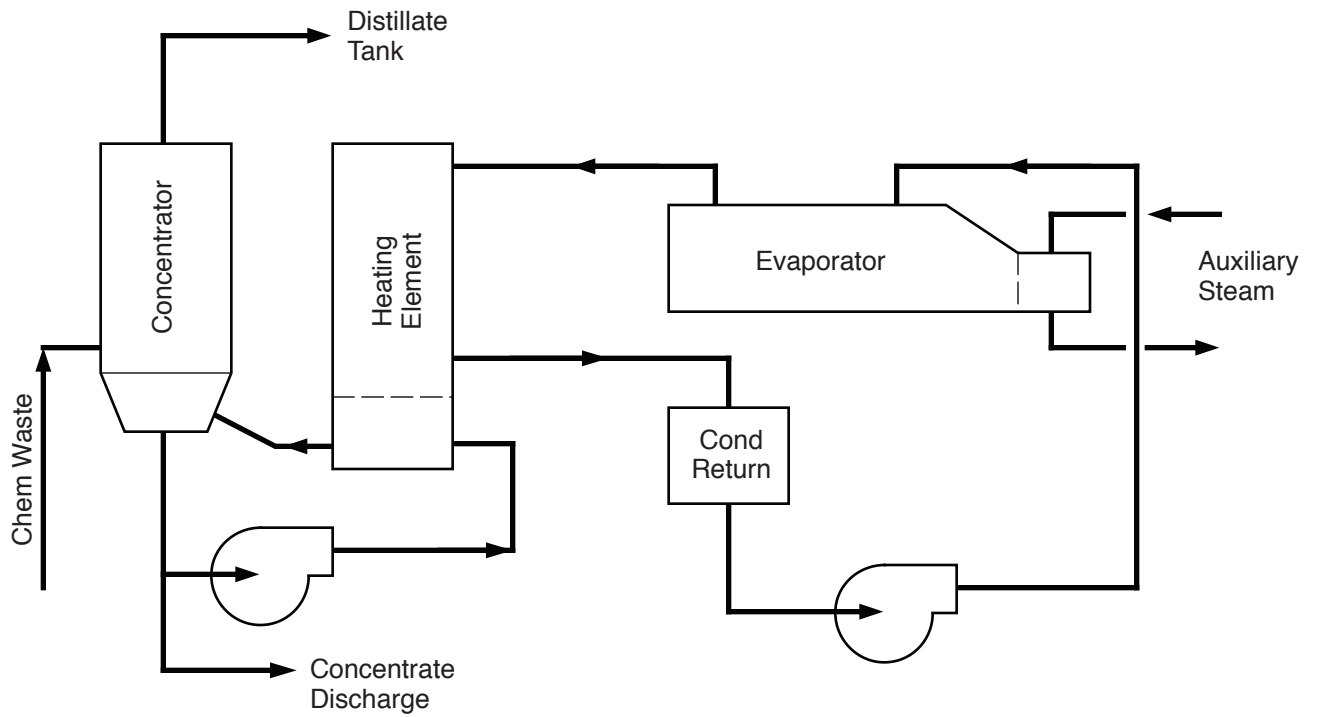 Distillate
Tank
Concentrator
Heating
Element
Evaporator
Auxiliary
Steam
Chem Waste
Cond
Return
Concentrate
Discharge